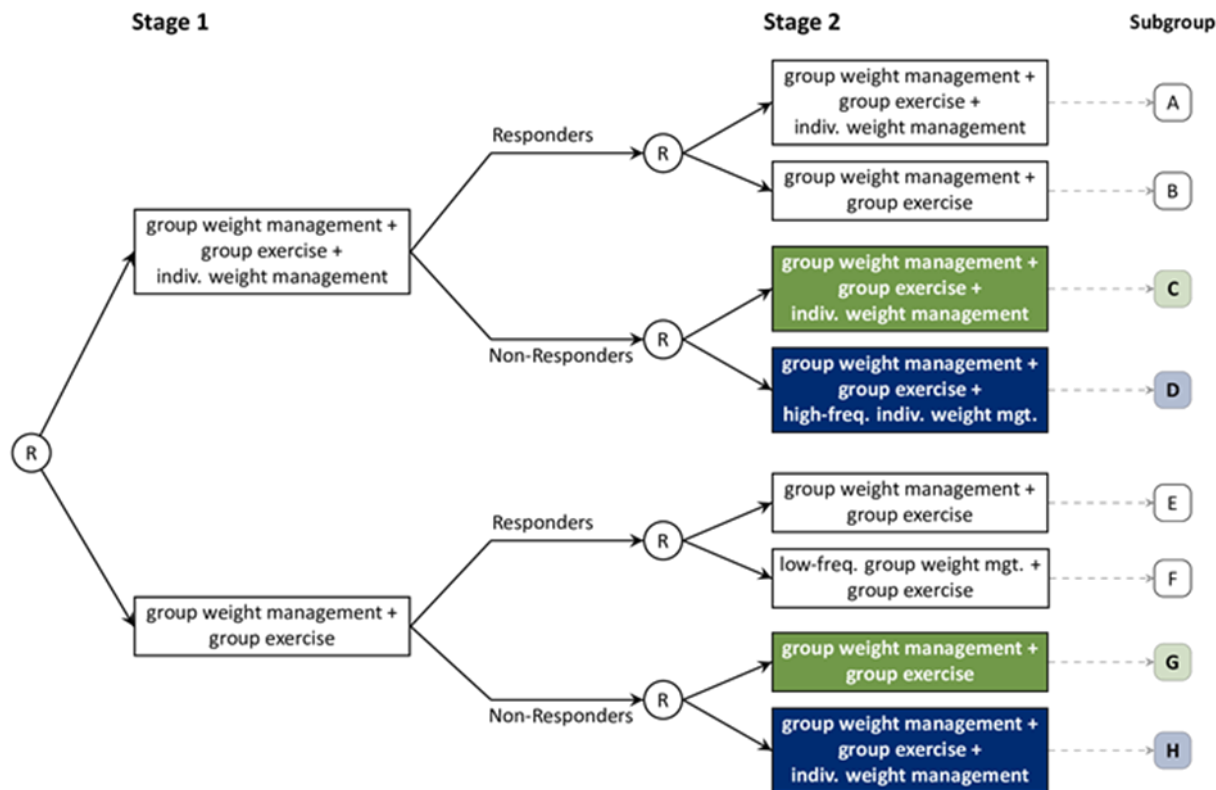 Stage 1
Stage 2
Subgroup
group weight management +
group exercise +
indiv. weight management
A
Responders
R
group weight management +
group exercise
B
group weight management +
group exercise +
indiv. weight management
group weight management +
group exercise +
indiv. weight management
C
R
Non-Responders
group weight management +
group exercise +
high-freq. indiv. weight mgt.
D
R
group weight management +
group exercise
E
Responders
R
low-freq. group weight mgt. +
group exercise
F
group weight management +
group exercise
group weight management +
group exercise
G
R
Non-Responders
group weight management +
group exercise +
indiv. weight management
H